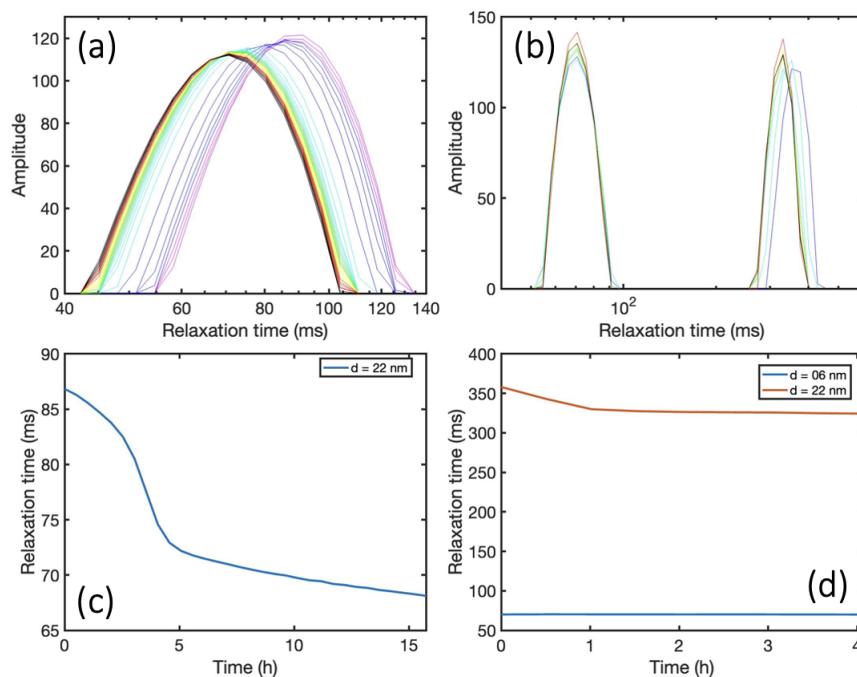 (a)
120
100
80
60
40
20
0
Amplitude
40 60 80 100 120 140
Relaxation time (ms)
(b)
150
100
50
0
Amplitude
10²
Relaxation time (ms)
90
85
80
75
70
65
Relaxation time (ms)
d = 22 nm
(c)
0 5 10 15
Time (h)
400
350
300
250
200
150
100
50
Relaxation time (ms)
d = 06 nm
d = 22 nm
(d)
0 1 2 3 4
Time (h)